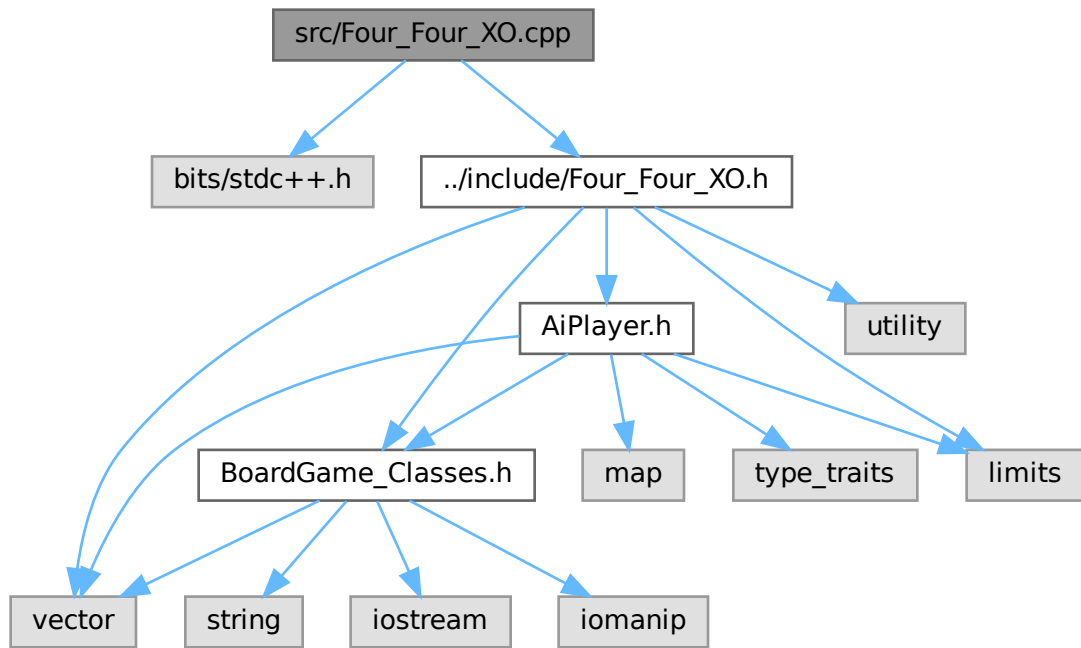 src/Four_Four_XO.cpp
bits/stdc++.h
../include/Four_Four_XO.h
AiPlayer.h
utility
BoardGame_Classes.h
map
type_traits
limits
vector
string
iostream
iomanip